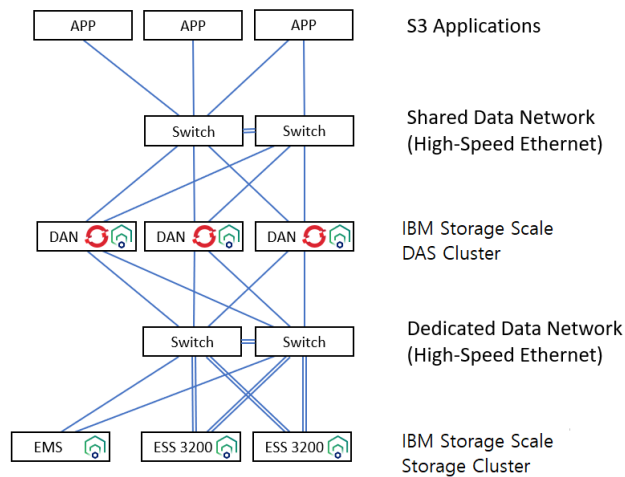 APP APP APP S3 Applications
Switch Switch Shared Data Network
(High-Speed Ethernet)
DAN DAN DAN IBM Storage Scale
DAS Cluster
Switch Switch Dedicated Data Network
(High-Speed Ethernet)
EMS ESS 3200 ESS 3200 IBM Storage Scale
Storage Cluster